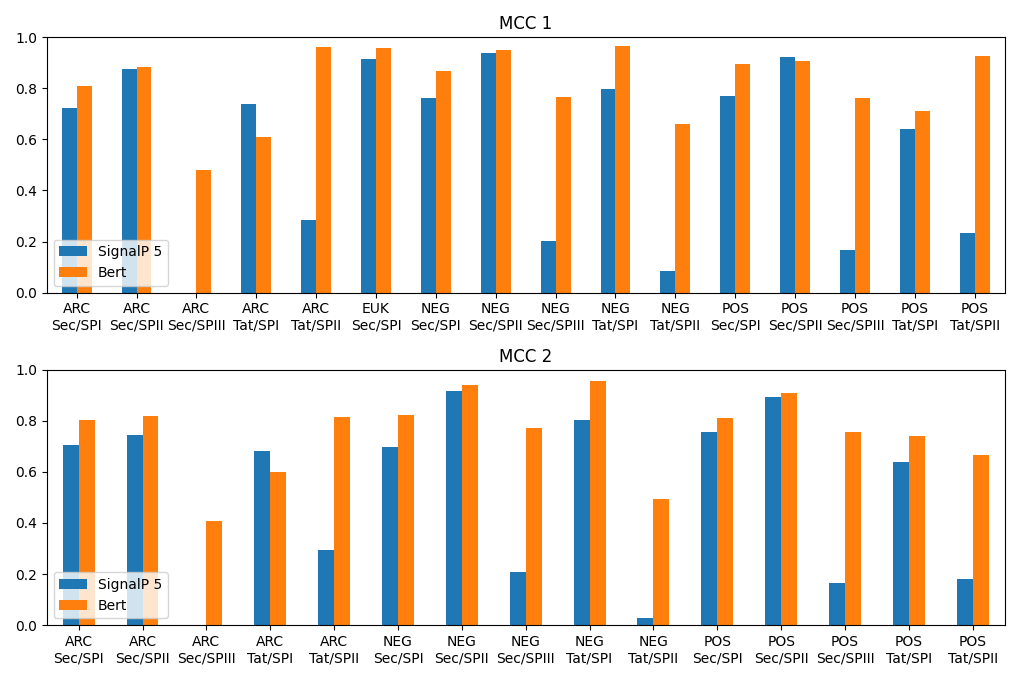 MCC 1
1.0
0.8
0.6
0.4
0.2
0.0
SignalP 5
Bert
ARC ARC ARC ARC ARC EUK NEG NEG NEG NEG NEG POS POS POS POS POS
Sec/SPI Sec/SPII Sec/SPIII Tat/SPI Tat/SPII Sec/SPI Sec/SPI Sec/SPII Sec/SPIII Tat/SPI Tat/SPII Sec/SPI Sec/SPII Sec/SPIII Tat/SPI Tat/SPII
MCC 2
1.0
0.8
0.6
0.4
0.2
0.0
SignalP 5
Bert
ARC ARC ARC ARC ARC NEG NEG NEG NEG NEG POS POS POS POS POS
Sec/SPI Sec/SPII Sec/SPIII Tat/SPI Tat/SPII Sec/SPI Sec/SPII Sec/SPIII Tat/SPI Tat/SPII Sec/SPI Sec/SPII Sec/SPIII Tat/SPI Tat/SPII